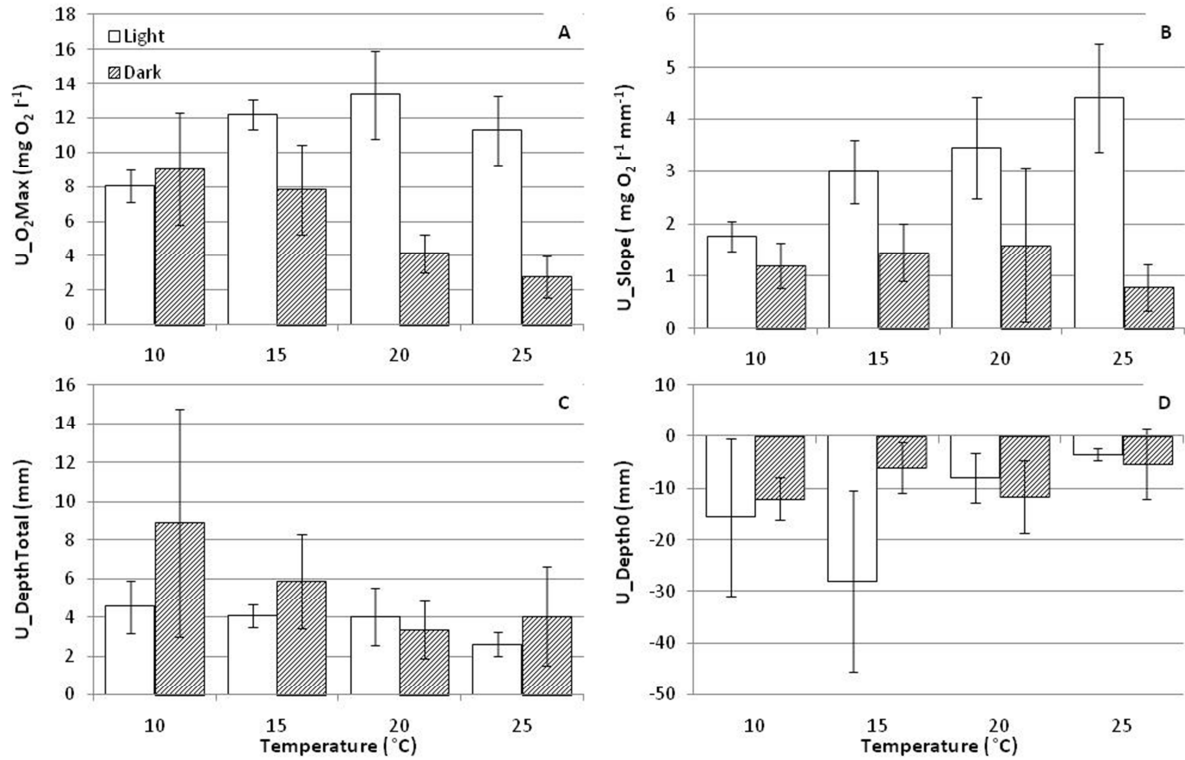 18
16
14
12
10
8
6
4
2
0
U_O2Max (mg O2 l-1)
Light
Dark
A
10 15 20 25
6
5
4
3
2
1
0
U_Slope ( mg O2 l-1 mm-1)
B
10 15 20 25
16
14
12
10
8
6
4
2
0
U_DepthTotal (mm)
C
10 15 20 25
Temperature (°C)
10
0
-10
-20
-30
-40
-50
U_Depth0 (mm)
D
10 15 20 25
Temperature (°C)